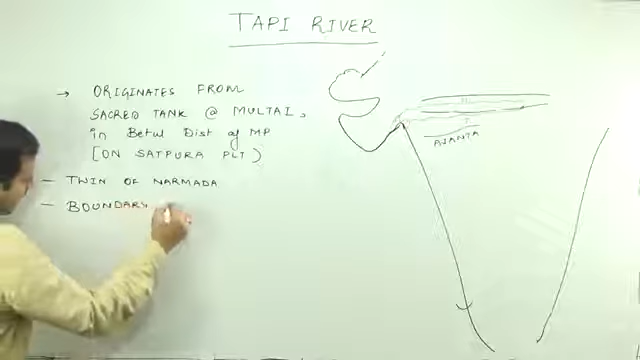 TAPI RIVER
→ ORIGINATES FROM
SACRED TANK @ MULTAI,
in Betul Dist of MP
[ON SATPURA PLT)
— TWIN OF NARMADA
— BOUNDARY
AJANTA